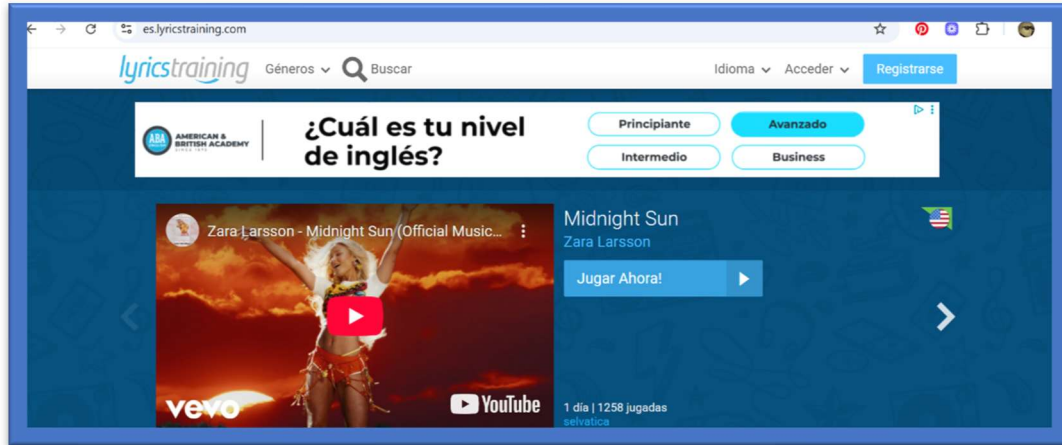 es.lyricstraining.com
lyricstraining Géneros Buscar Idioma Acceder Registrarse
ABA AMERICAN & BRITISH ACADEMY
¿Cuál es tu nivel
de inglés?
Principiante Avanzado
Intermedio Business
Zara Larsson - Midnight Sun (Official Music...
Midnight Sun
Zara Larsson
Jugar Ahora!
vevo YouTube
1 día | 1258 jugadas
selvatica